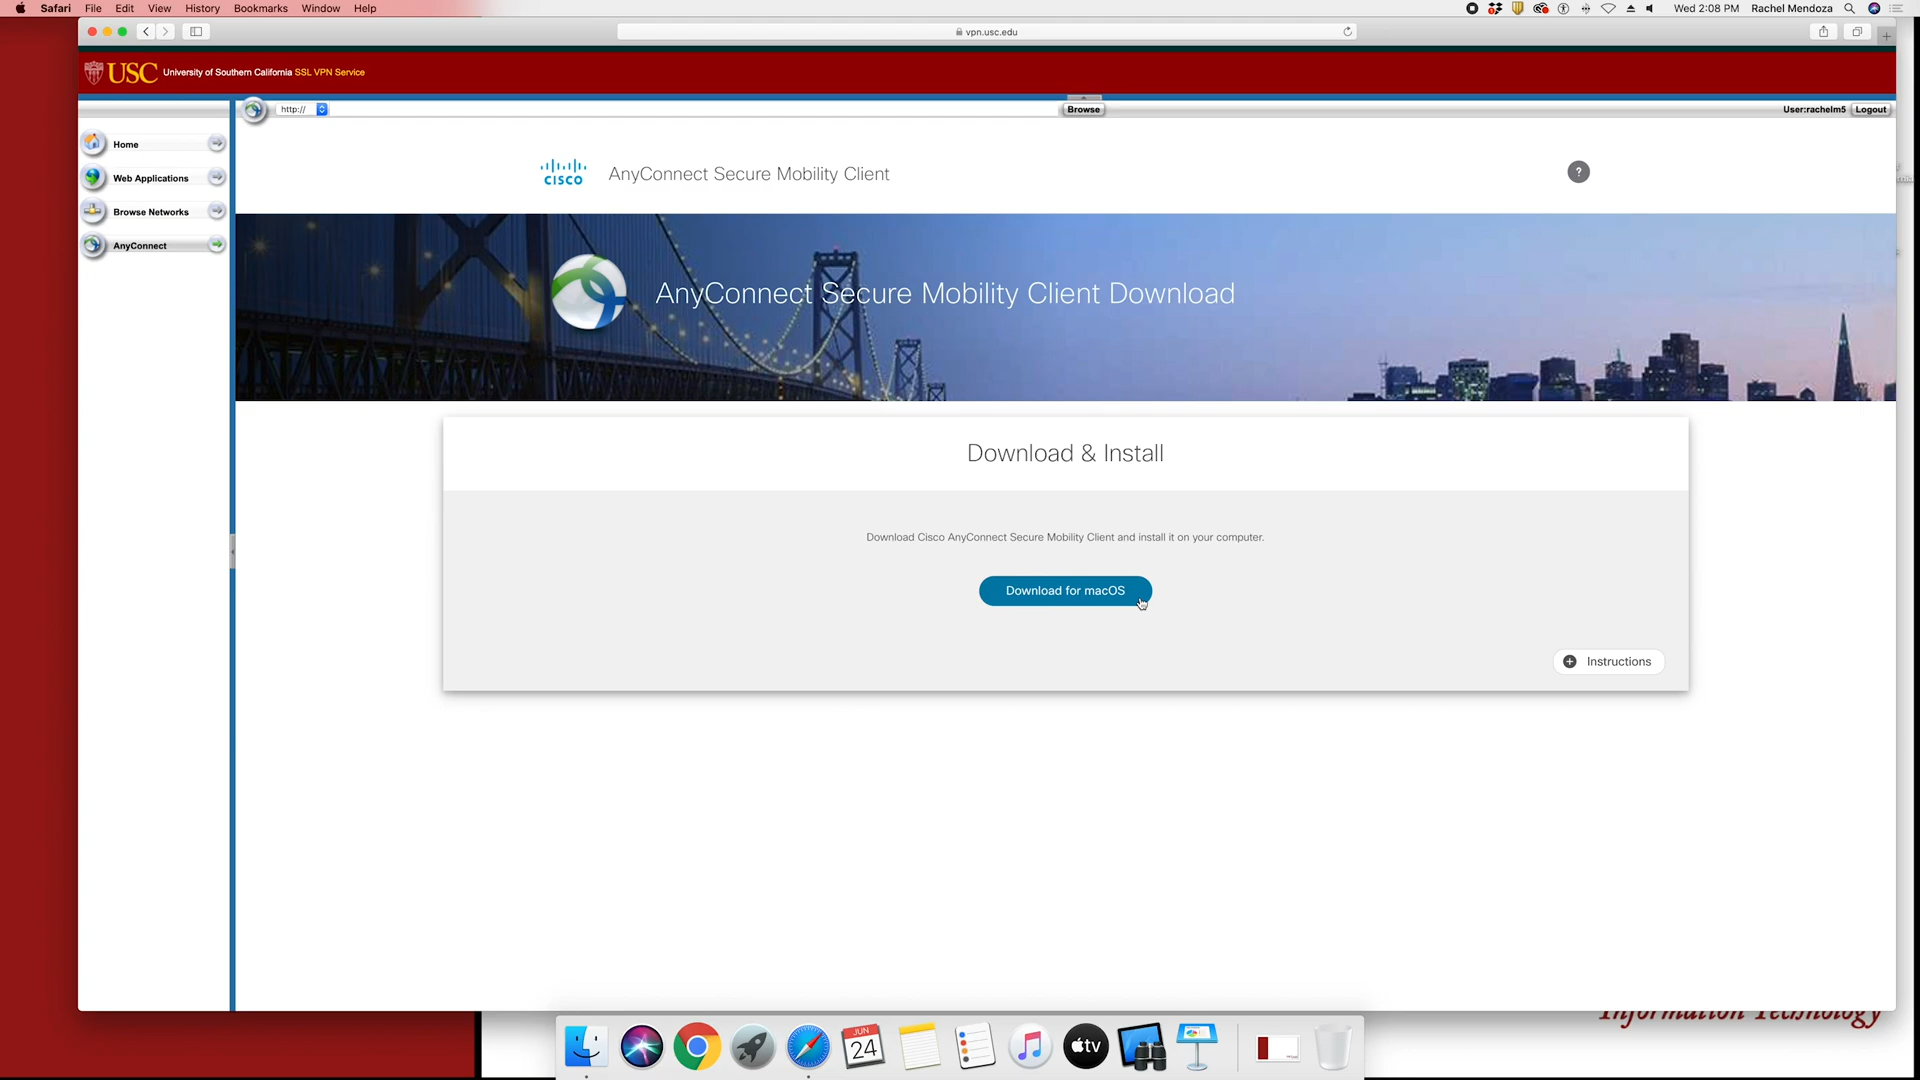 Safari File Edit View History Bookmarks Window Help
Wed 2:08 PM Rachel Mendoza
vpn.usc.edu
USC University of Southern California SSL VPN Service
http://
Browse
User:rachelm5 Logout
Home
Web Applications
Browse Networks
AnyConnect
CISCO
AnyConnect Secure Mobility Client
?
AnyConnect Secure Mobility Client Download
Download & Install
Download Cisco AnyConnect Secure Mobility Client and install it on your computer.
Download for macOS
Instructions
Information Technology
JUN
24
tv